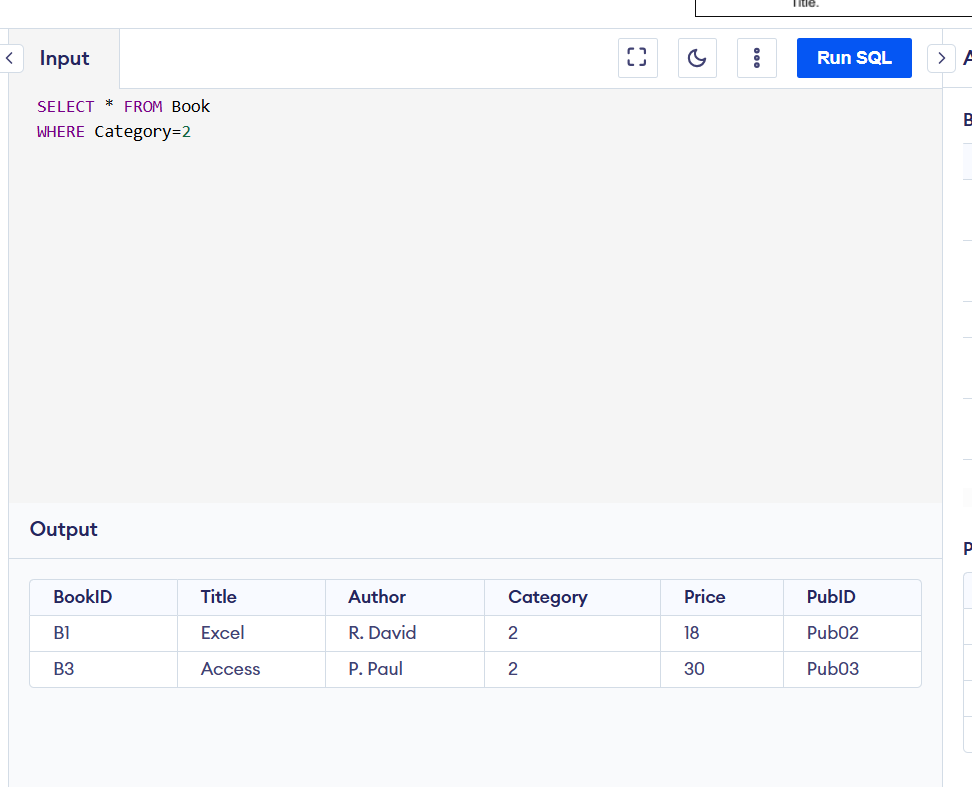 Title.
Input
Run SQL
SELECT * FROM Book
WHERE Category=2
Output
BookID Title Author Category Price PubID
B1 Excel R. David 2 18 Pub02
B3 Access P. Paul 2 30 Pub03